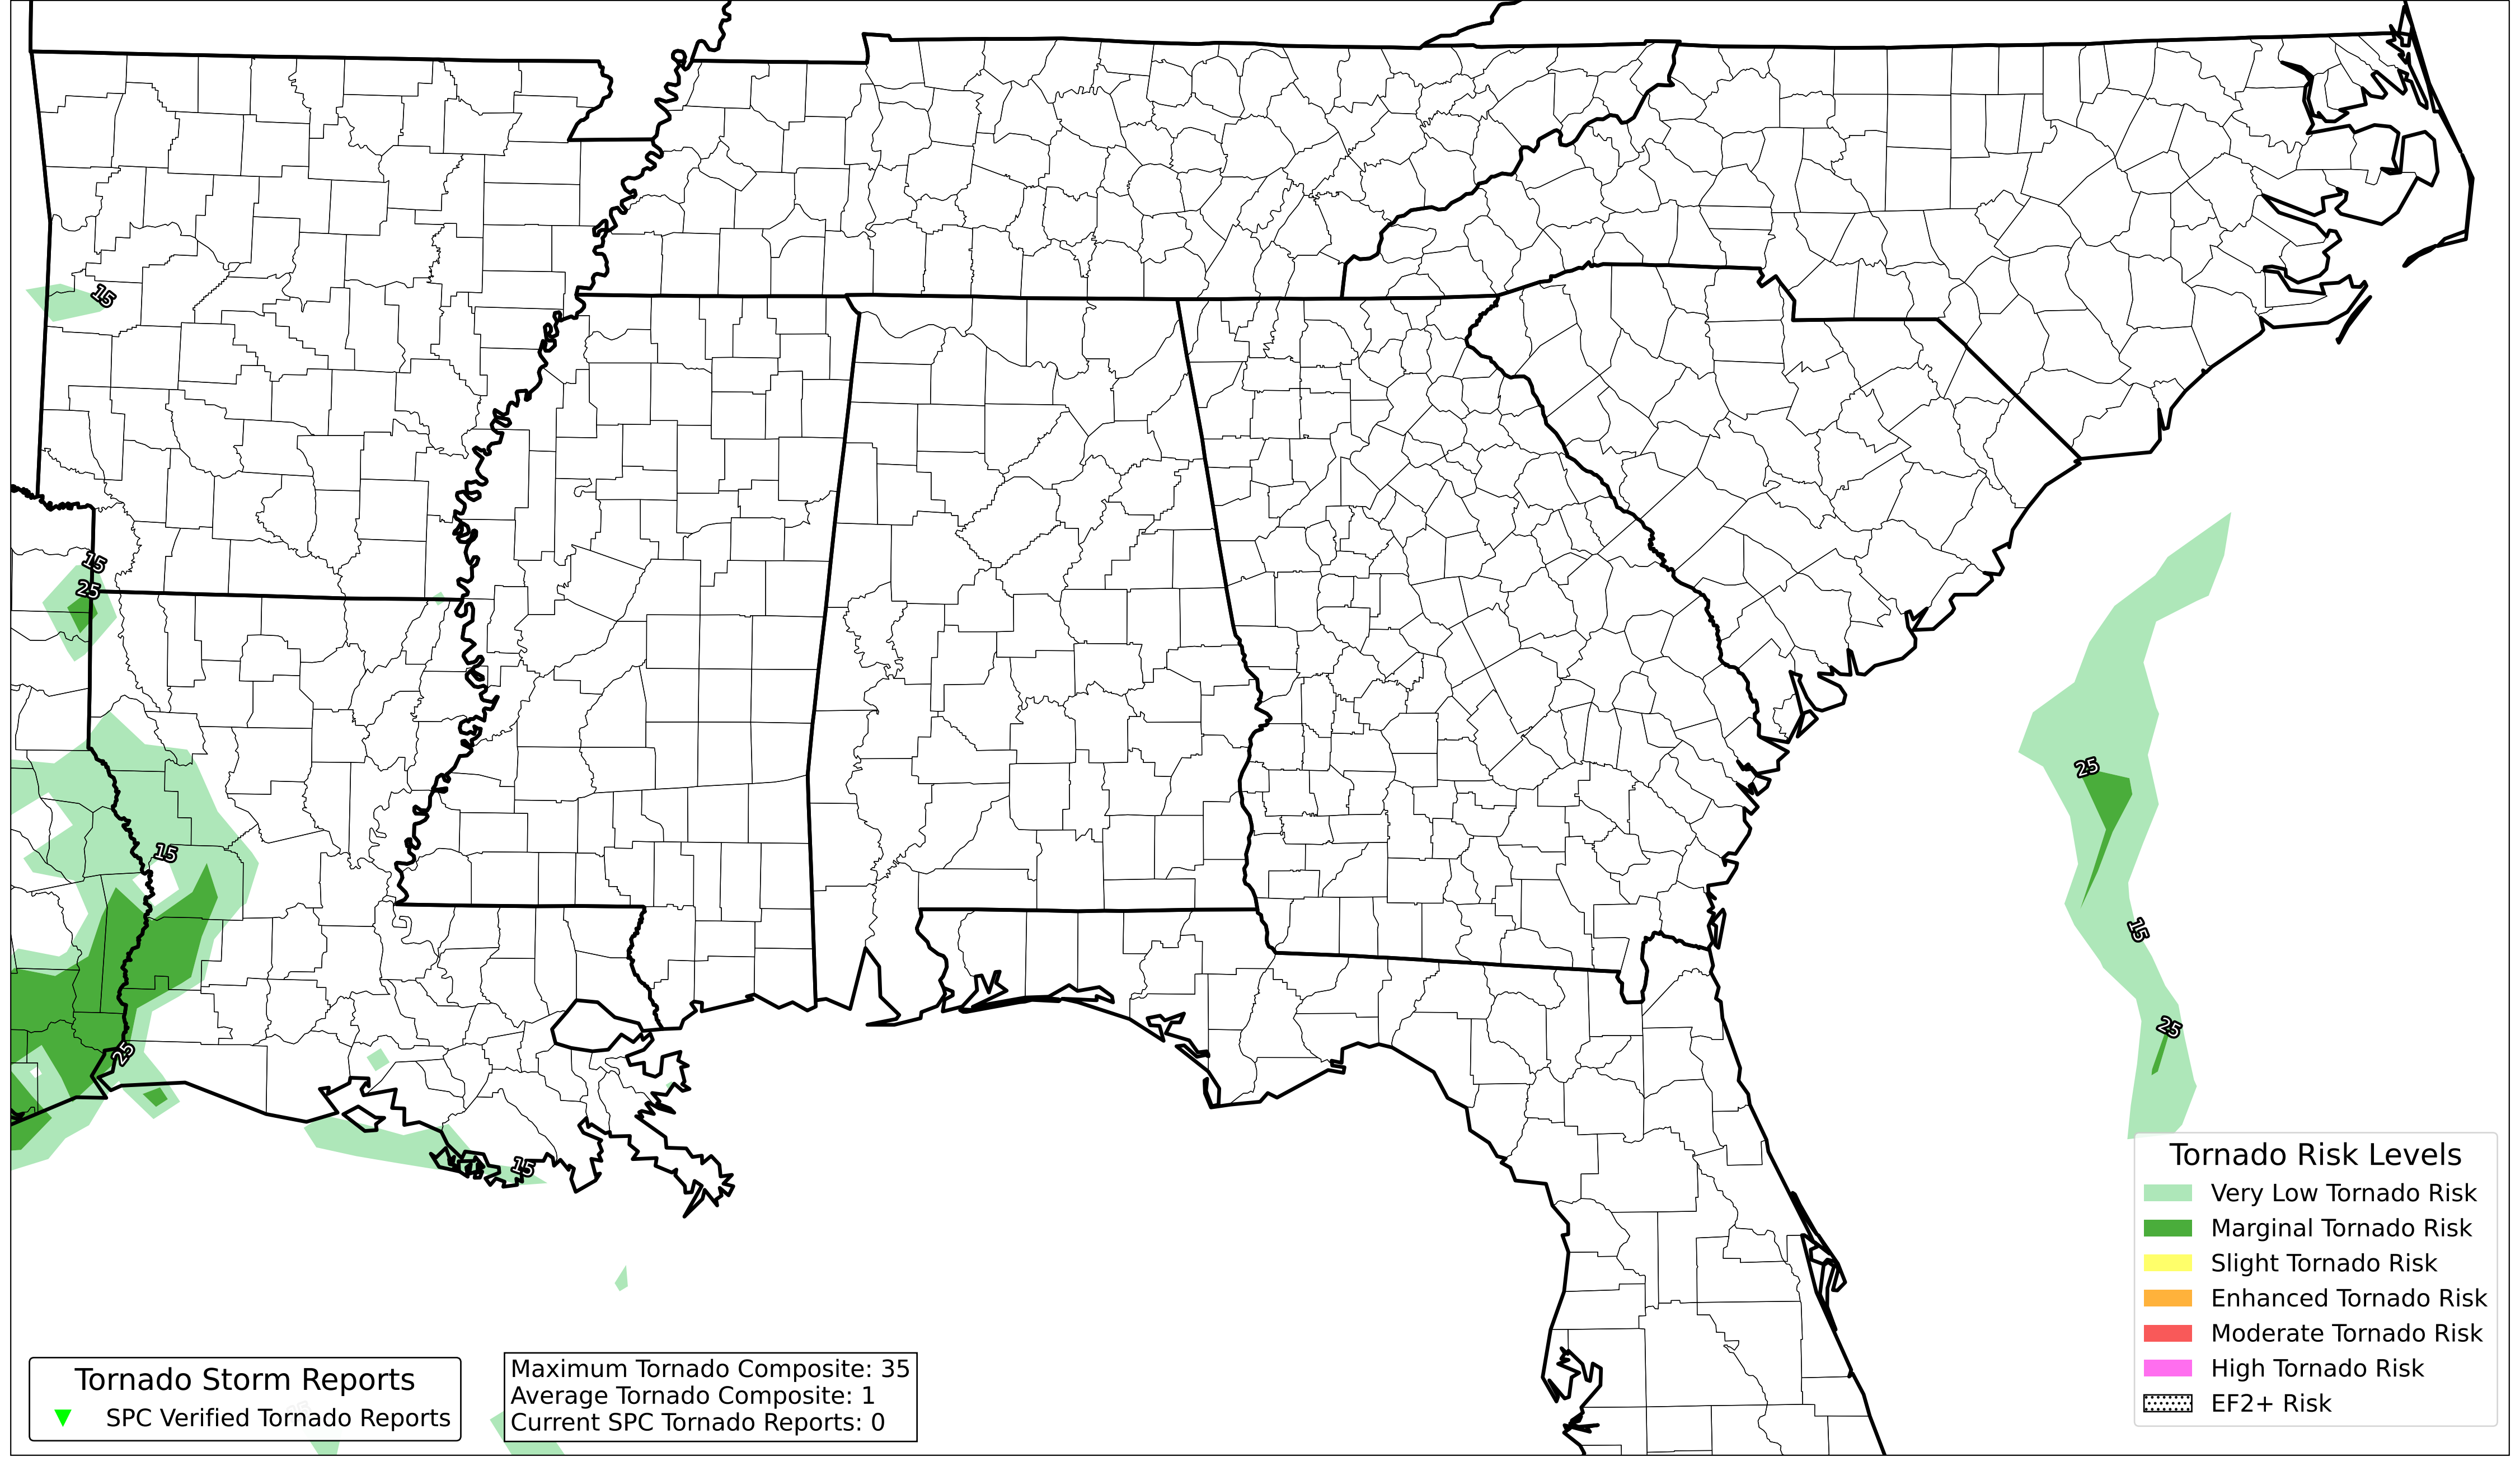 15
15
25
25
15
15
25
25
15
Tornado Risk Levels
Very Low Tornado Risk
Marginal Tornado Risk
Slight Tornado Risk
Enhanced Tornado Risk
Moderate Tornado Risk
High Tornado Risk
EF2+ Risk
Tornado Storm Reports
SPC Verified Tornado Reports
Maximum Tornado Composite: 35
Average Tornado Composite: 1
Current SPC Tornado Reports: 0